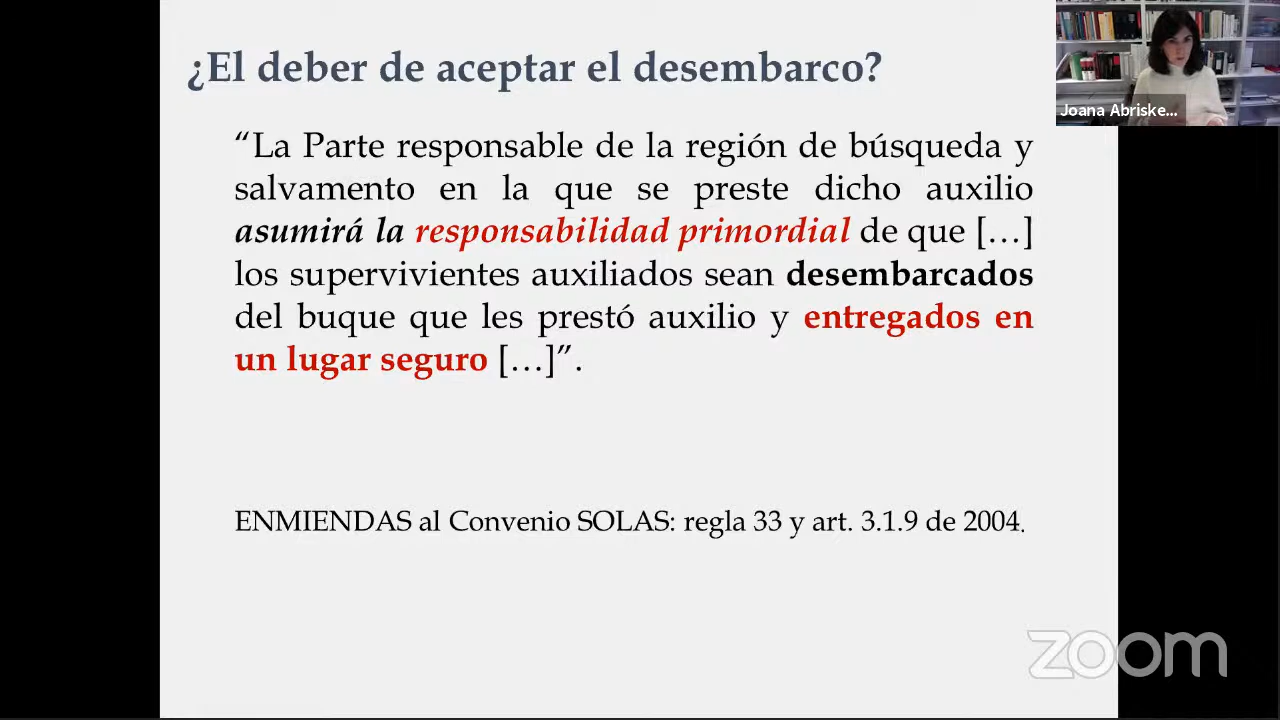 ¿El deber de aceptar el desembarco?
Joana Abriske...
“La Parte responsable de la región de búsqueda y
salvamento en la que se preste dicho auxilio
asumirá la responsabilidad primordial de que […]
los supervivientes auxiliados sean desembarcados
del buque que les prestó auxilio y entregados en
un lugar seguro […]”.
ENMIENDAS al Convenio SOLAS: regla 33 y art. 3.1.9 de 2004.
zoom